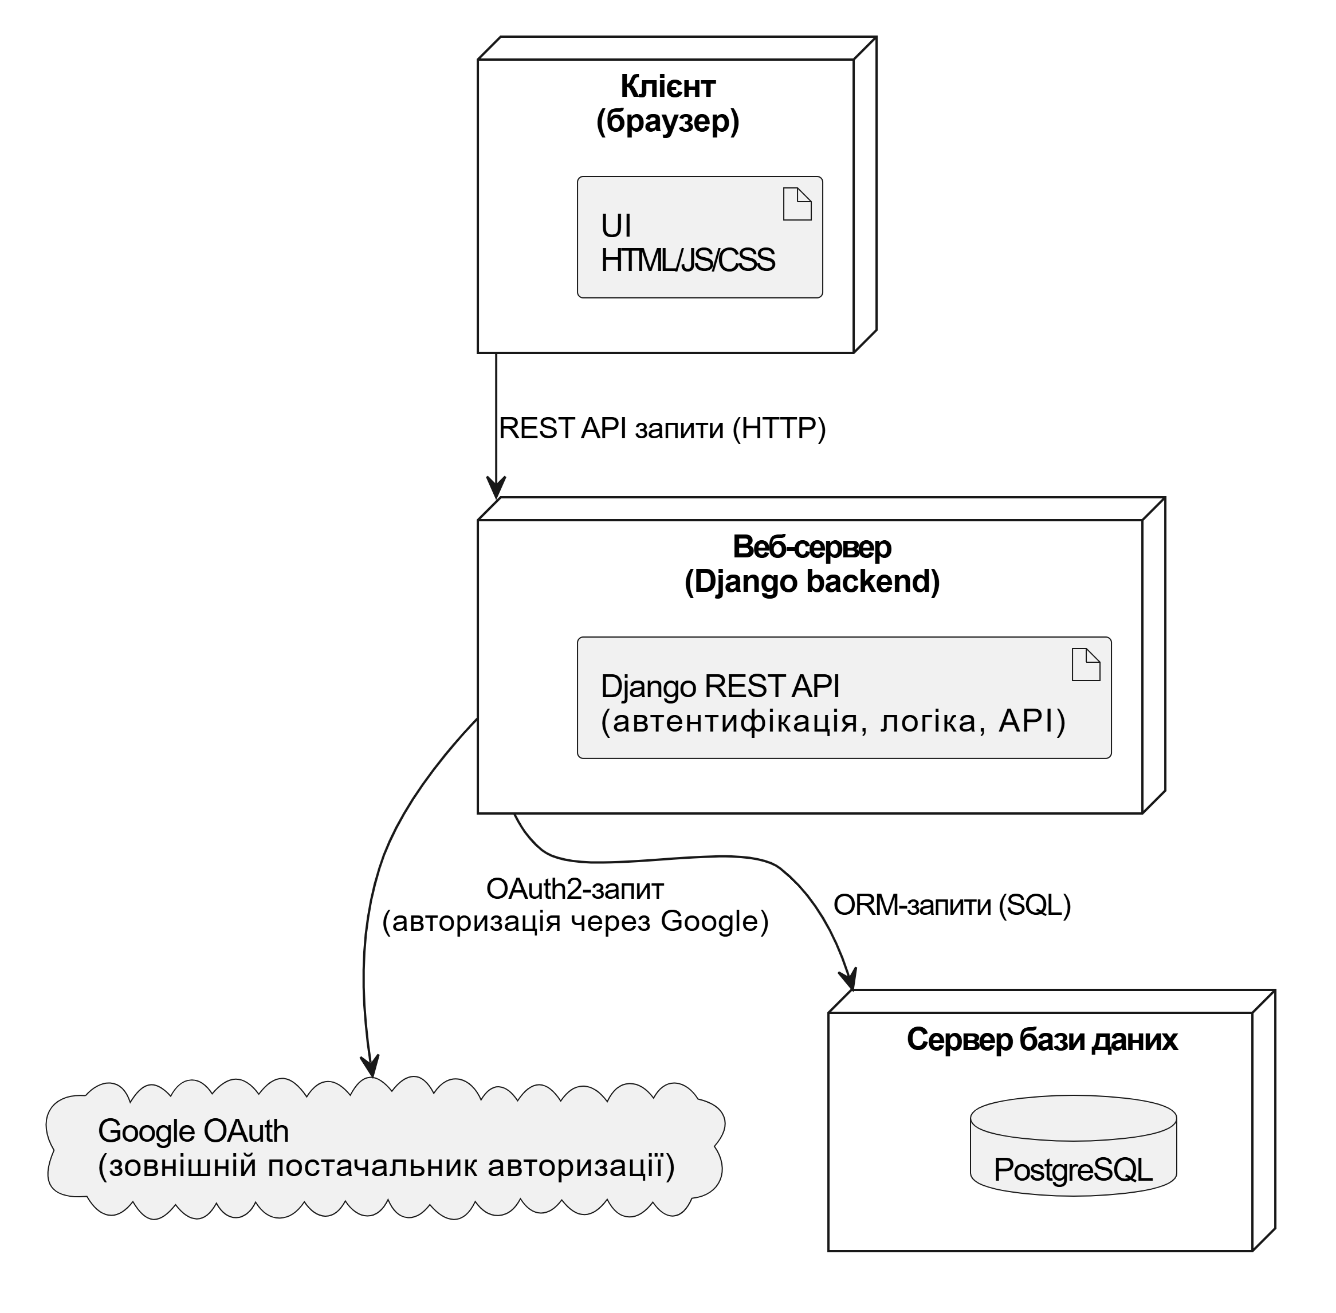 Клієнт
(браузер)
UI
HTML/JS/CSS
REST API запити (HTTP)
Веб-сервер
(Django backend)
Django REST API
(автентифікація, логіка, API)
OAuth2-запит
(авторизація через Google)
ORM-запити (SQL)
Сервер бази даних
PostgreSQL
Google OAuth
(зовнішній постачальник авторизації)